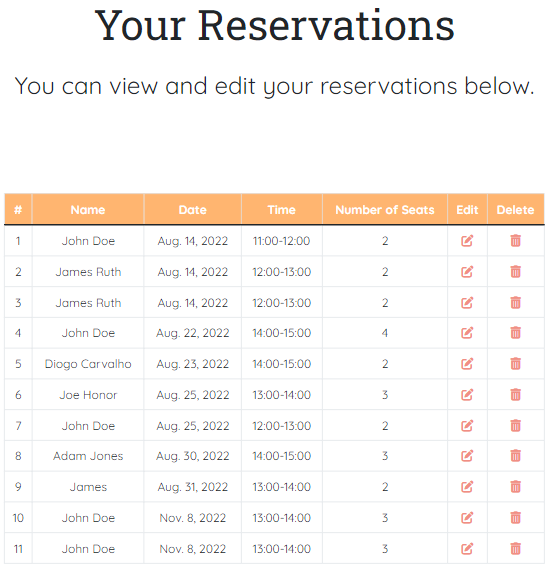 Your Reservations
You can view and edit your reservations below.
# Name Date Time Number of Seats Edit Delete
1 John Doe Aug. 14, 2022 11:00-12:00 2
2 James Ruth Aug. 14, 2022 12:00-13:00 2
3 James Ruth Aug. 14, 2022 12:00-13:00 2
4 John Doe Aug. 22, 2022 14:00-15:00 4
5 Diogo Carvalho Aug. 23, 2022 14:00-15:00 2
6 Joe Honor Aug. 25, 2022 13:00-14:00 3
7 John Doe Aug. 25, 2022 12:00-13:00 2
8 Adam Jones Aug. 30, 2022 14:00-15:00 3
9 James Aug. 31, 2022 13:00-14:00 2
10 John Doe Nov. 8, 2022 13:00-14:00 3
11 John Doe Nov. 8, 2022 13:00-14:00 3